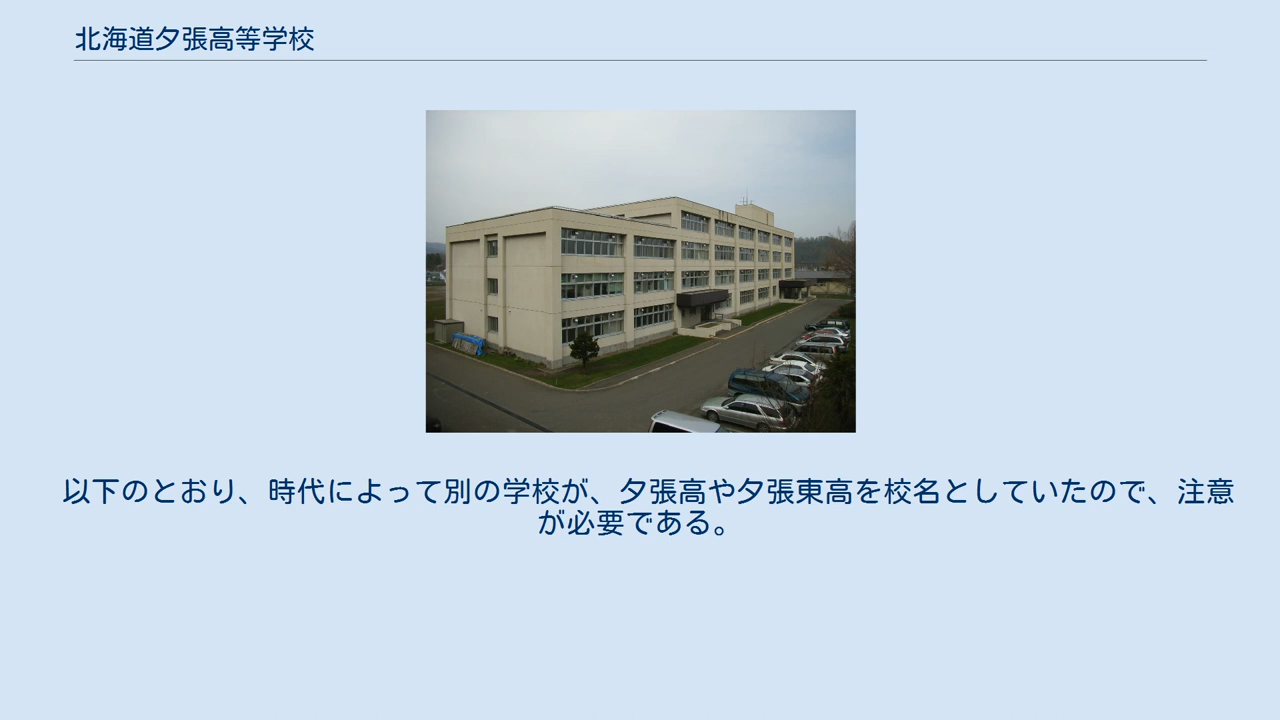 北海道夕張高等学校
以下のとおり、時代によって別の学校が、夕張高や夕張東高を校名としていたので、注意
が必要である。